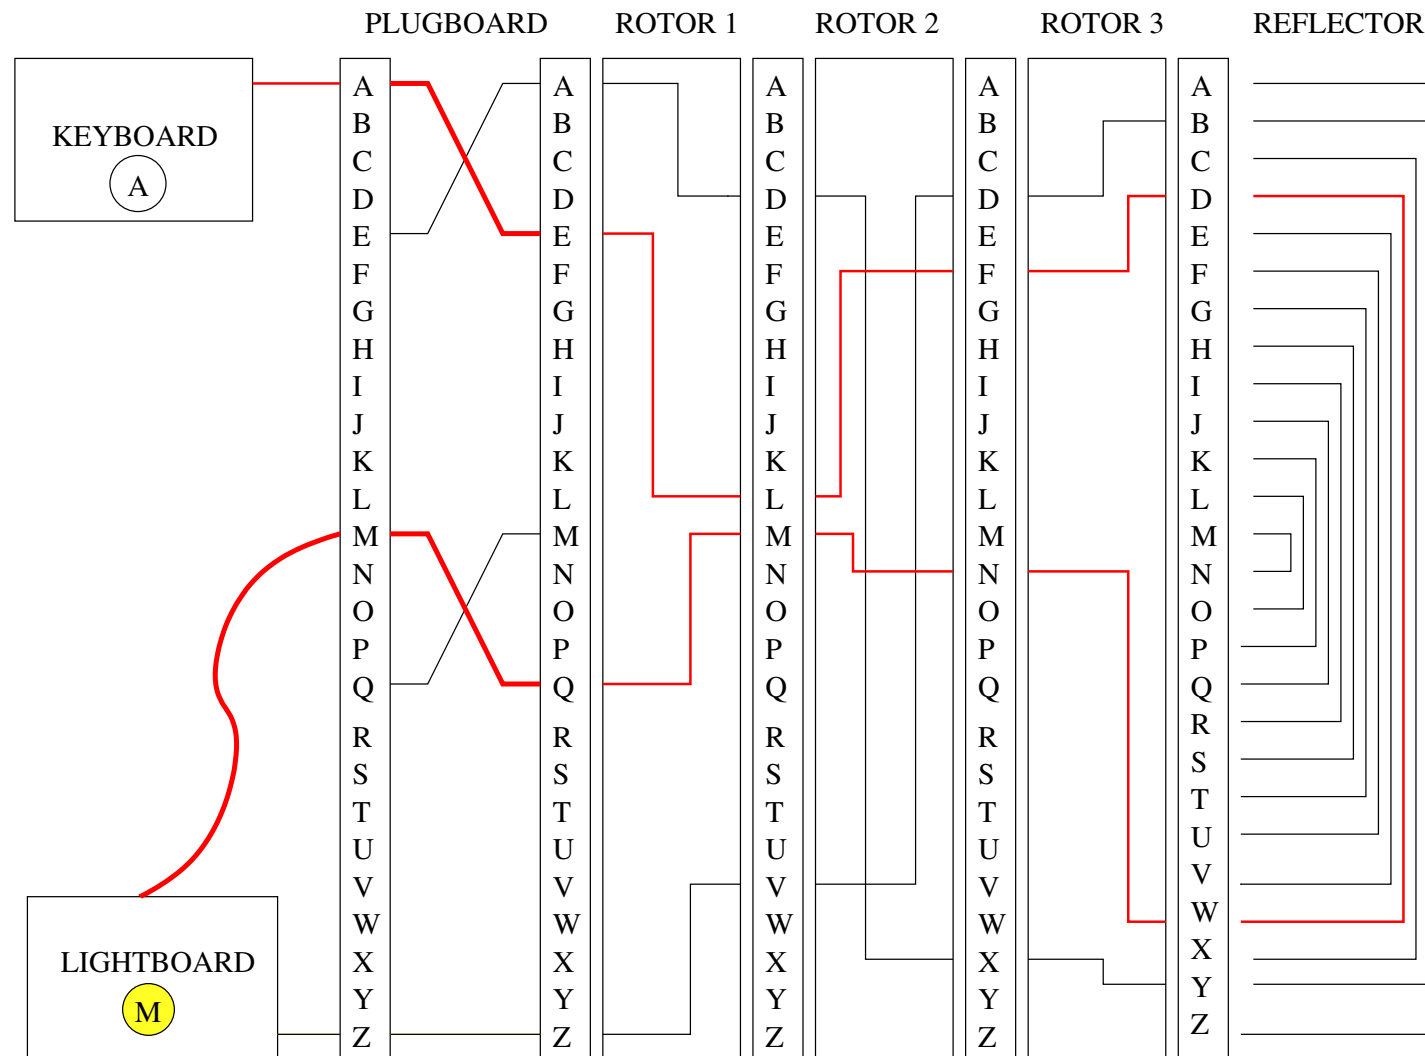 PLUGBOARD ROTOR 1 ROTOR 2 ROTOR 3 REFLECTOR
A A A A A
KEYBOARD B B B B B
C C C C C
A D D D D D
E E E E E
F F F F F
G G G G G
H H H H H
I I I I I
J J J J J
K K K K K
L L L L L
M M M M M
N N N N N
O O O O O
P P P P P
Q Q Q Q Q
R R R R R
S S S S S
T T T T T
U U U U U
V V V V V
W W W W W
LIGHTBOARD X X X X X
M Y Y Y Y Y
Z Z Z Z Z